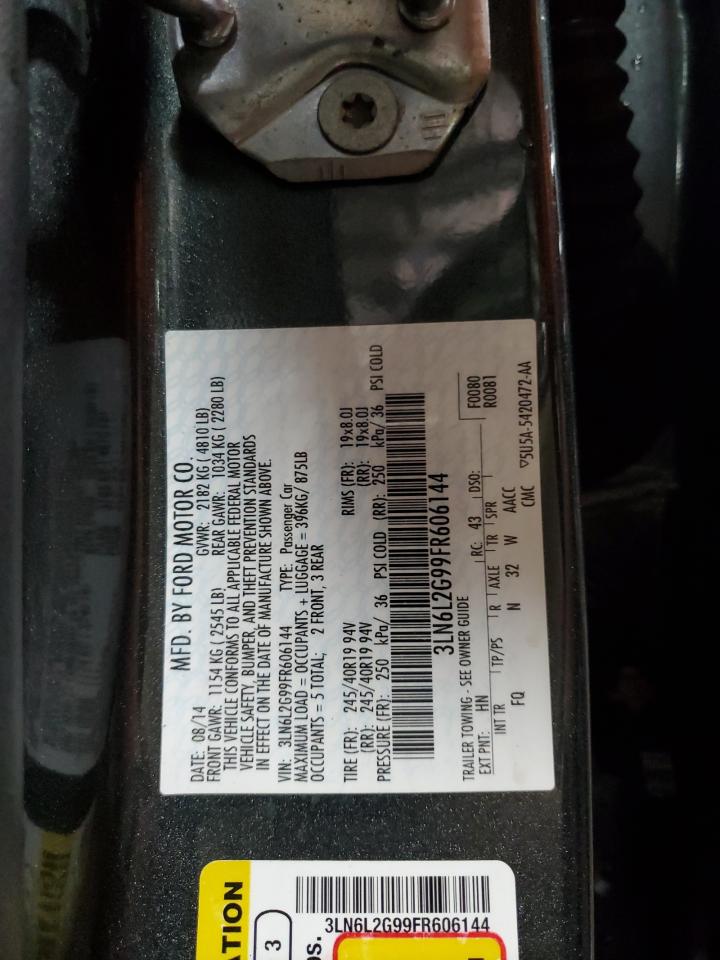 MFD. BY FORD MOTOR CO.
DATE: 08/14 GVWR: 2182 KG ( 4810 LB)
FRONT GAWR: 1154 KG ( 2545 LB) REAR GAWR: 1034 KG ( 2280 LB)
THIS VEHICLE CONFORMS TO ALL APPLICABLE FEDERAL MOTOR
VEHICLE SAFETY, BUMPER, AND THEFT PREVENTION STANDARDS
IN EFFECT ON THE DATE OF MANUFACTURE SHOWN ABOVE.
VIN: 3LN6L2G99FR606144 TYPE: Passenger Car
MAXIMUM LOAD = OCCUPANTS + LUGGAGE = 396KG/ 875LB
OCCUPANTS = 5 TOTAL; 2 FRONT, 3 REAR
TIRE (FR): 245/40R19 94V RIMS (FR): 19x8.0J
(RR): 245/40R19 94V (RR): 19x8.0J
PRESSURE (FR): 250 kPa/ 36 PSI COLD (RR): 250 kPa/ 36 PSI COLD
3LN6L2G99FR606144
TRAILER TOWING - SEE OWNER GUIDE F0080
R0081
EXT PNT: HN RC: 43 DSO:
INT TR TP/PS R AXLE TR SPR
FQ N 32 W AACC
CMC ▽5U5A-5420472-AA
ATION
3
os.
3LN6L2G99FR606144